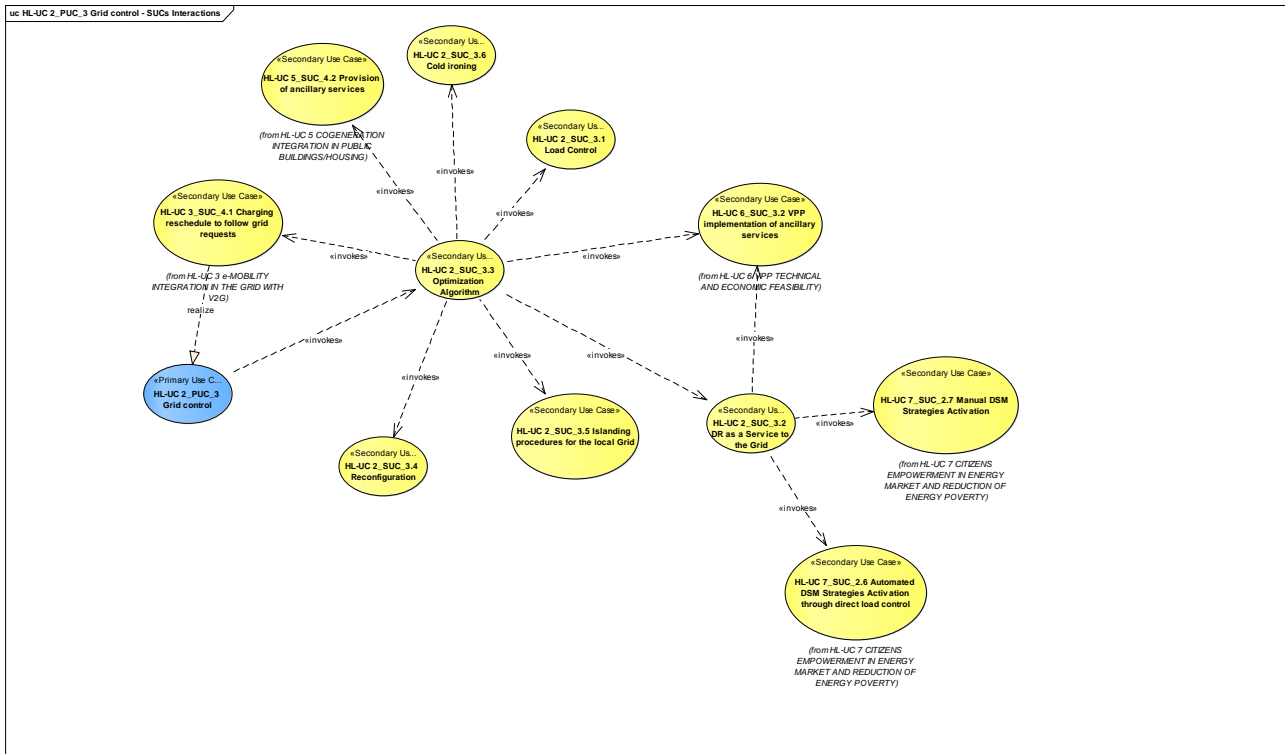 uc HL-UC 2_PUC_3 Grid control - SUCs Interactions
«Secondary Us...
HL-UC 2_SUC_3.6
Cold ironing
«Secondary Use Case»
HL-UC 5_SUC_4.2 Provision
of ancillary services
(from HL-UC 5 COGENERATION
INTEGRATION IN PUBLIC
BUILDINGS/HOUSING)
«Secondary Us...
HL-UC 2_SUC_3.1
Load Control
«invokes»
«invokes»
«invokes»
«Secondary Use Case»
HL-UC 3_SUC_4.1 Charging
reschedule to follow grid
requests
(from HL-UC 3 e-MOBILITY
INTEGRATION IN THE GRID WITH
V2G)
realize
«invokes»
«Secondary Us...
HL-UC 2_SUC_3.3
Optimization
Algorithm
«invokes»
«Secondary Use Case»
HL-UC 6_SUC_3.2 VPP
implementation of ancillary
services
(from HL-UC 6 VPP TECHNICAL
AND ECONOMIC FEASIBILITY)
«invokes»
«invokes»
«invokes»
«invokes»
«invokes»
«Primary Use C...
HL-UC 2_PUC_3
Grid control
«Secondary Us...
HL-UC 2_SUC_3.4
Reconfiguration
«Secondary Use Case»
HL-UC 2_SUC_3.5 Islanding
procedures for the local Grid
«Secondary Us...
HL-UC 2_SUC_3.2
DR as a Service to
the Grid
«invokes»
«Secondary Use Case»
HL-UC 7_SUC_2.7 Manual DSM
Strategies Activation
(from HL-UC 7 CITIZENS
EMPOWERMENT IN ENERGY
MARKET AND REDUCTION OF
ENERGY POVERTY)
«invokes»
«Secondary Use Case»
HL-UC 7_SUC_2.6 Automated
DSM Strategies Activation
through direct load control
(from HL-UC 7 CITIZENS
EMPOWERMENT IN ENERGY
MARKET AND REDUCTION OF
ENERGY POVERTY)